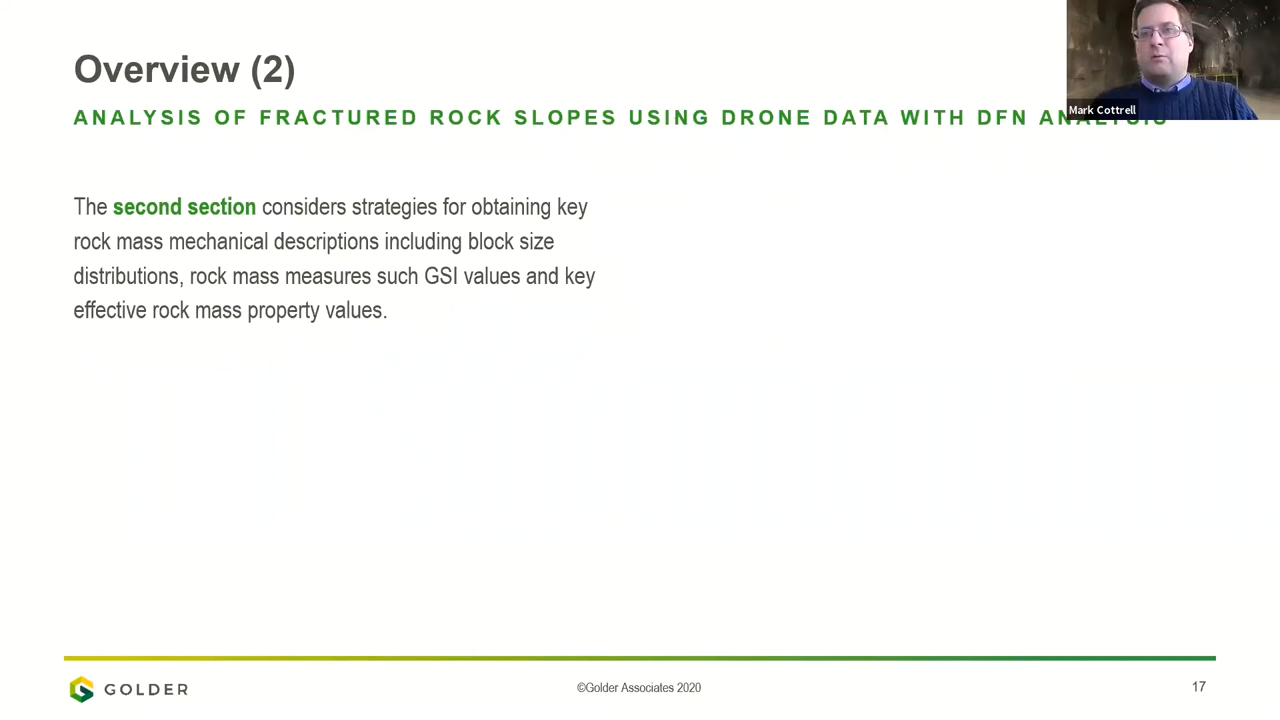 Overview (2)
ANALYSIS OF FRACTURED ROCK SLOPES USING DRONE DATA WITH DFN ANALYSIS
Mark Cottrell
The second section considers strategies for obtaining key
rock mass mechanical descriptions including block size
distributions, rock mass measures such GSI values and key
effective rock mass property values.
GOLDER
©Golder Associates 2020
17